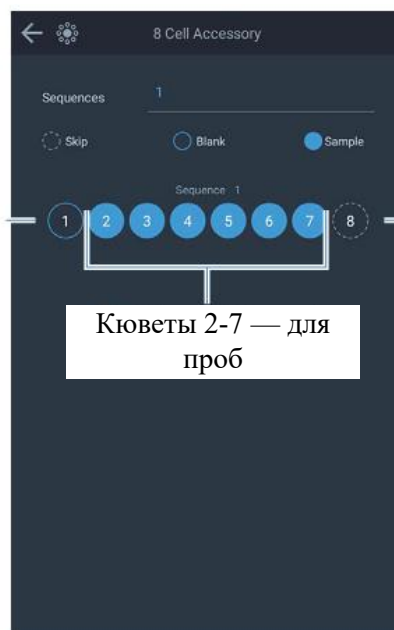 8 Cell Accessory
Sequences 1
Skip Blank Sample
Sequence 1
1 2 3 4 5 6 7 8
Кюветы 2-7 — для
проб